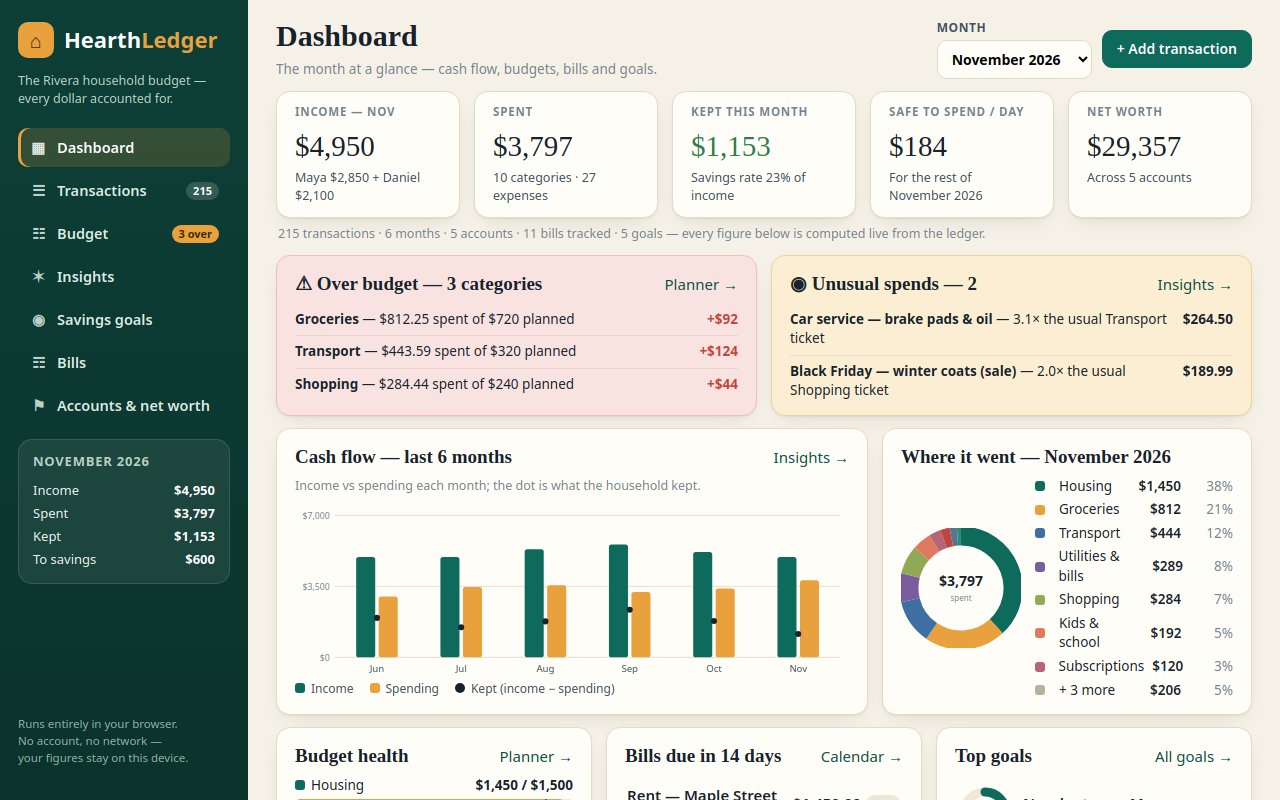 HearthLedger
The Rivera household budget —
every dollar accounted for.
Dashboard
Transactions 215
Budget 3 over
Insights
Savings goals
Bills
Accounts & net worth
NOVEMBER 2026
Income $4,950
Spent $3,797
Kept $1,153
To savings $600
Runs entirely in your browser.
No account, no network —
your figures stay on this device.
Dashboard
The month at a glance — cash flow, budgets, bills and goals.
MONTH
November 2026
+ Add transaction
INCOME — NOV
$4,950
Maya $2,850 + Daniel
$2,100
SPENT
$3,797
10 categories · 27
expenses
KEPT THIS MONTH
$1,153
Savings rate 23% of
income
SAFE TO SPEND / DAY
$184
For the rest of
November 2026
NET WORTH
$29,357
Across 5 accounts
215 transactions · 6 months · 5 accounts · 11 bills tracked · 5 goals — every figure below is computed live from the ledger.
⚠ Over budget — 3 categories Planner →
Groceries — $812.25 spent of $720 planned +$92
Transport — $443.59 spent of $320 planned +$124
Shopping — $284.44 spent of $240 planned +$44
◉ Unusual spends — 2 Insights →
Car service — brake pads & oil — 3.1× the usual Transport $264.50
ticket
Black Friday — winter coats (sale) — 2.0× the usual $189.99
Shopping ticket
Cash flow — last 6 months Insights →
Income vs spending each month; the dot is what the household kept.
$7,000
$3,500
$0
Jun Jul Aug Sep Oct Nov
Income Spending Kept (income − spending)
Where it went — November 2026
$3,797
spent
Housing $1,450 38%
Groceries $812 21%
Transport $444 12%
Utilities &
bills $289 8%
Shopping $284 7%
Kids &
school $192 5%
Subscriptions $120 3%
+ 3 more $206 5%
Budget health Planner →
Housing $1,450 / $1,500
Bills due in 14 days Calendar →
Rent — Maple Street
Top goals All goals →